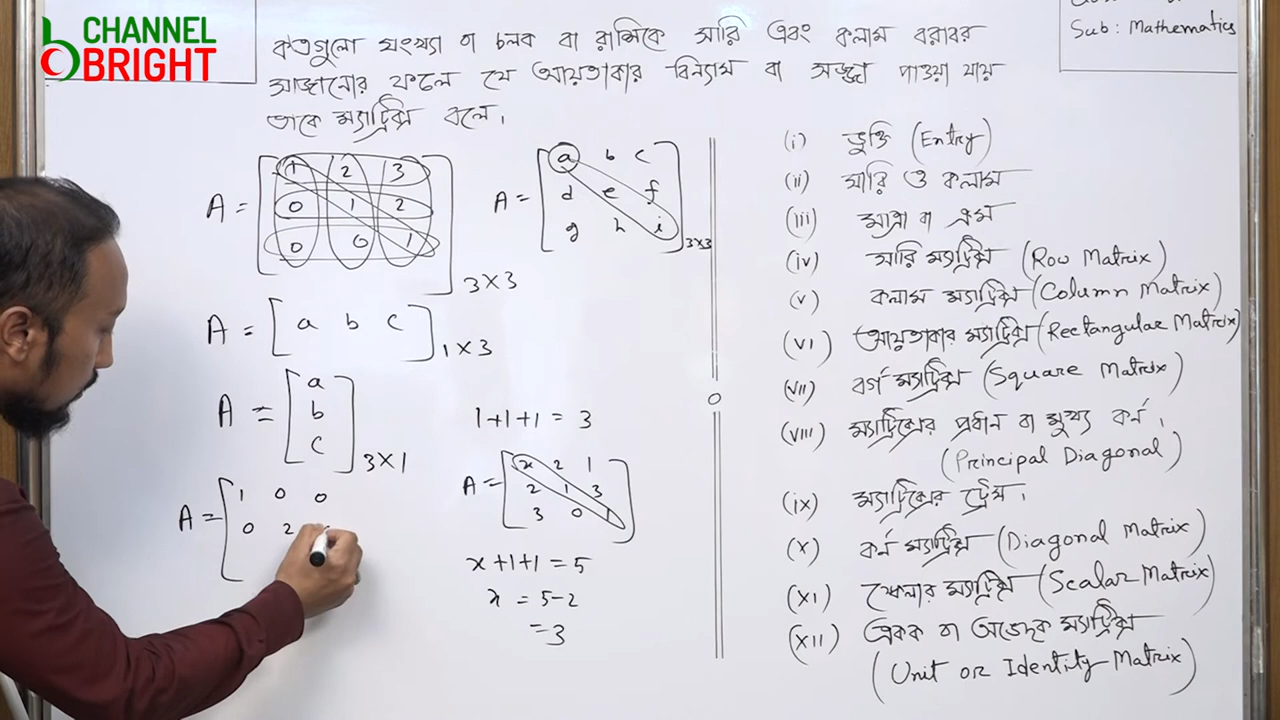 CHANNEL
BRIGHT
Sub: Mathematics
কতগুলো সংখ্যা বা চলক বা রাশিকে সারি এবং কলাম বরাবর
সাজানোর ফলে যে আয়তাকার বিন্যাস বা সজ্জা পাওয়া যায়
তাকে ম্যাট্রিক্স বলে।
A = [1 2 3
0 1 2
0 0 1] 3×3
A = [a b c
d e f
g h i] 3×3
A = [a b c] 1×3
A = [a
b
c] 3×1
A = [1 0 0
0 2
1+1+1 = 3
A = [x 2 1
2 1 3
3 0 1]
x+1+1 = 5
x = 5-2
= 3
(i) ভুক্তি (Entry)
(ii) সারি ও কলাম
(iii) মাত্রা বা ক্রম
(iv) সারি ম্যাট্রিক্স (Row Matrix)
(v) কলাম ম্যাট্রিক্স (Column Matrix)
(vi) আয়তাকার ম্যাট্রিক্স (Rectangular Matrix)
(vii) বর্গ ম্যাট্রিক্স (Square Matrix)
(viii) ম্যাট্রিক্সের প্রধান বা মুখ্য কর্ন।
(Principal Diagonal)
(ix) ম্যাট্রিক্সের ট্রেস।
(x) কর্ন ম্যাট্রিক্স (Diagonal Matrix)
(xi) স্কেলার ম্যাট্রিক্স (Scalar Matrix)
(xii) একক বা অভেদক ম্যাট্রিক্স
(Unit or Identity Matrix)